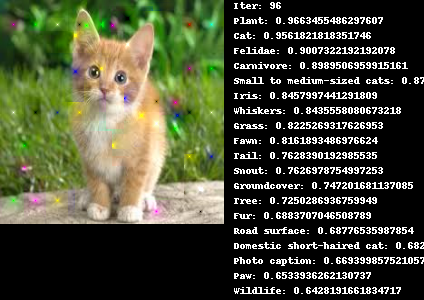 Iter: 96
Plant: 0.9663455486297607
Cat: 0.9561821818351746
Felidae: 0.9007322192192078
Carnivore: 0.8989506959915161
Small to medium-sized cats: 0.87
Iris: 0.8459799741291809
Whiskers: 0.8435558080673218
Grass: 0.8225269317626953
Fawn: 0.8161893486976624
Tail: 0.7628390192985535
Snout: 0.7626978754997253
Groundcover: 0.747201681137085
Tree: 0.7250286936759949
Fur: 0.6883707046508789
Road surface: 0.68776535987854
Domestic short-haired cat: 0.682
Photo caption: 0.669399857521057
Paw: 0.6533936262130737
Wildlife: 0.6428191661834717